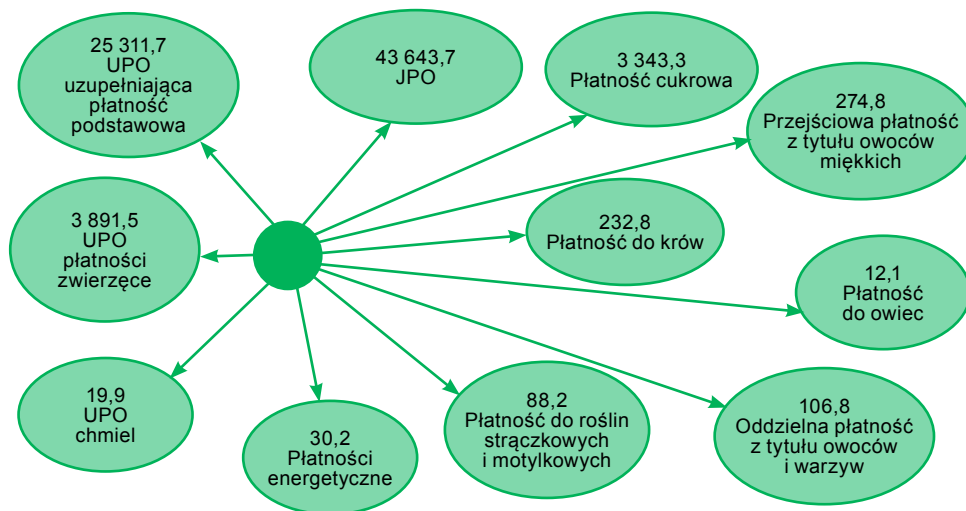 25 311,7
UPO
uzupełniająca
płatność
podstawowa
43 643,7
JPO
3 343,3
Płatność cukrowa
274,8
Przejściowa płatność
z tytułu owoców
miękkich
3 891,5
UPO
płatności
zwierzęce
232,8
Płatność do krów
12,1
Płatność
do owiec
19,9
UPO
chmiel
30,2
Płatności
energetyczne
88,2
Płatność do roślin
strączkowych
i motylkowych
106,8
Oddzielna płatność
z tytułu owoców
i warzyw